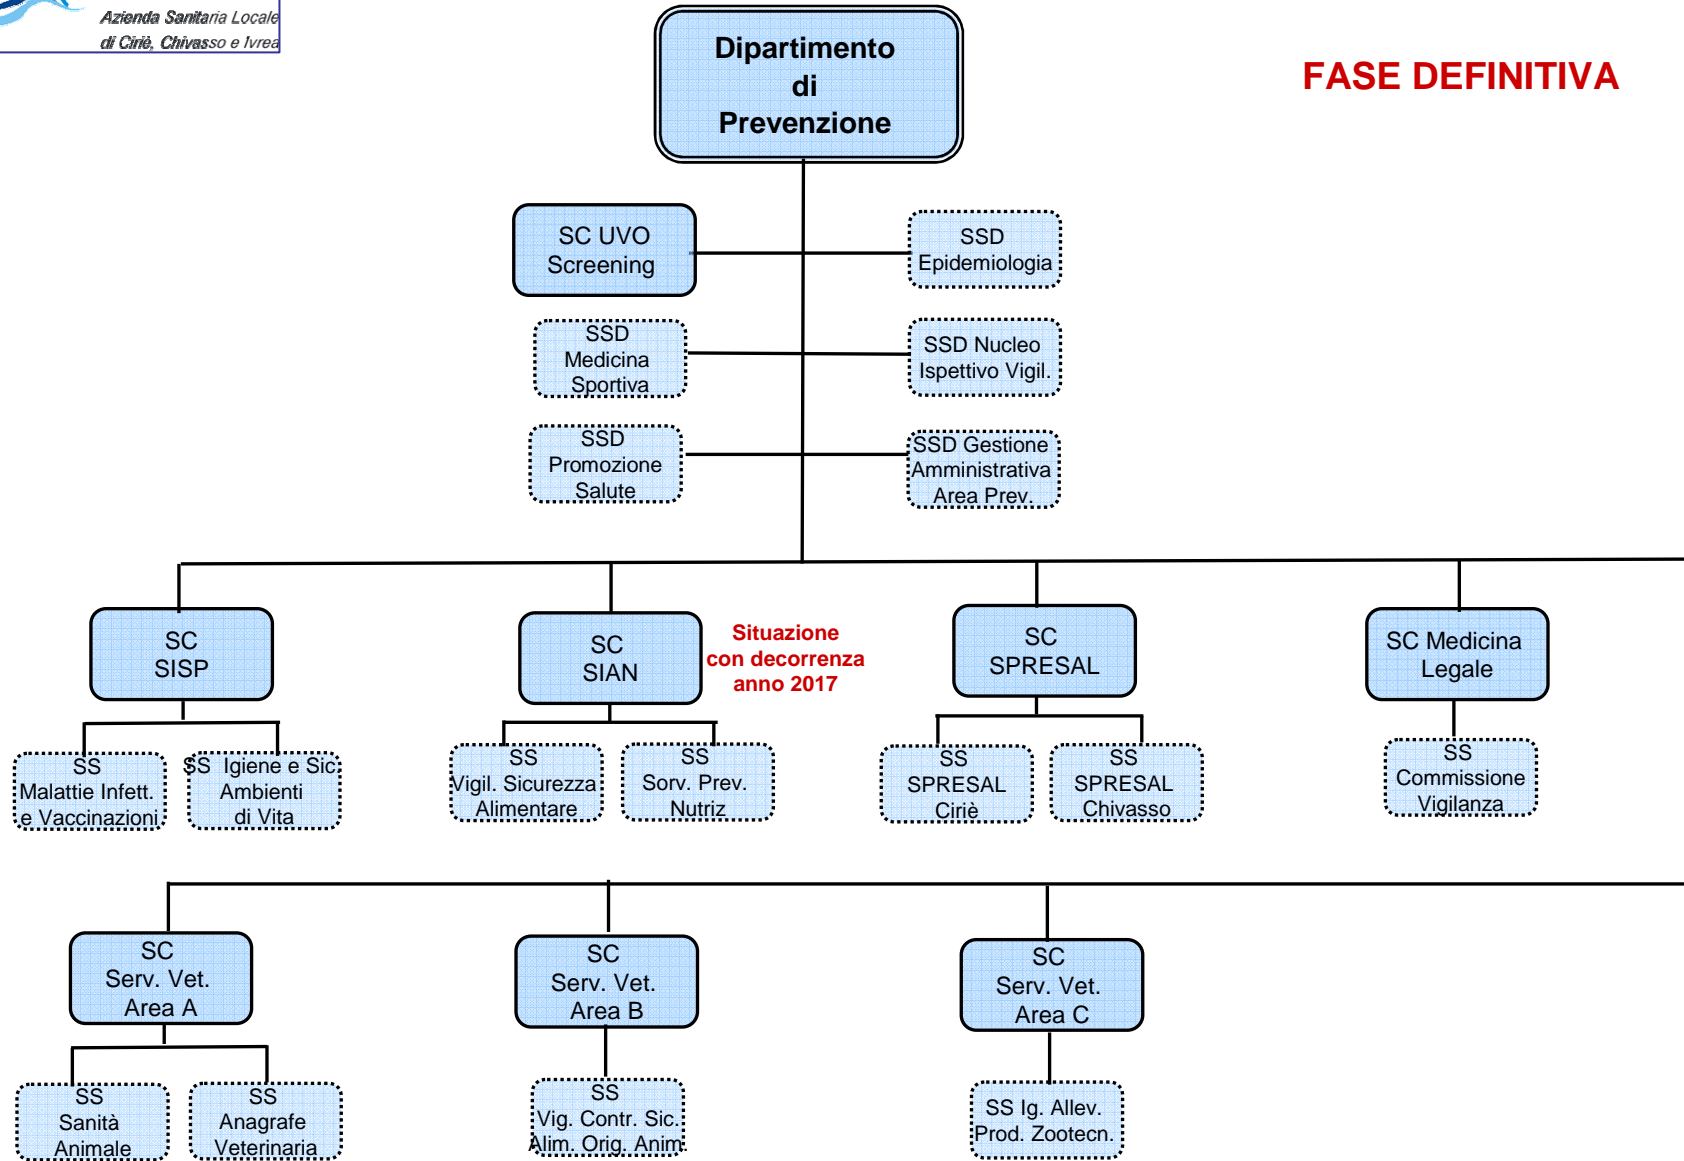 Azienda Sanitaria Locale
di Ciriè, Chivasso e Ivrea
Dipartimento
di
Prevenzione
FASE DEFINITIVA
SC UVO
Screening
SSD
Epidemiologia
SSD
Medicina
Sportiva
SSD Nucleo
Ispettivo Vigil.
SSD
Promozione
Salute
SSD Gestione
Amministrativa
Area Prev.
SC
SISP
SC
SIAN
Situazione
con decorrenza
anno 2017
SC
SPRESAL
SC Medicina
Legale
SS
Malattie Infett.
e Vaccinazioni
SS Igiene e Sic.
Ambienti
di Vita
SS
Vigil. Sicurezza
Alimentare
SS
Sorv. Prev.
Nutriz
SS
SPRESAL
Ciriè
SS
SPRESAL
Chivasso
SS
Commissione
Vigilanza
SC
Serv. Vet.
Area A
SC
Serv. Vet.
Area B
SC
Serv. Vet.
Area C
SS
Sanità
Animale
SS
Anagrafe
Veterinaria
SS
Vig. Contr. Sic.
Alim. Orig. Anim.
SS Ig. Allev.
Prod. Zootecn.